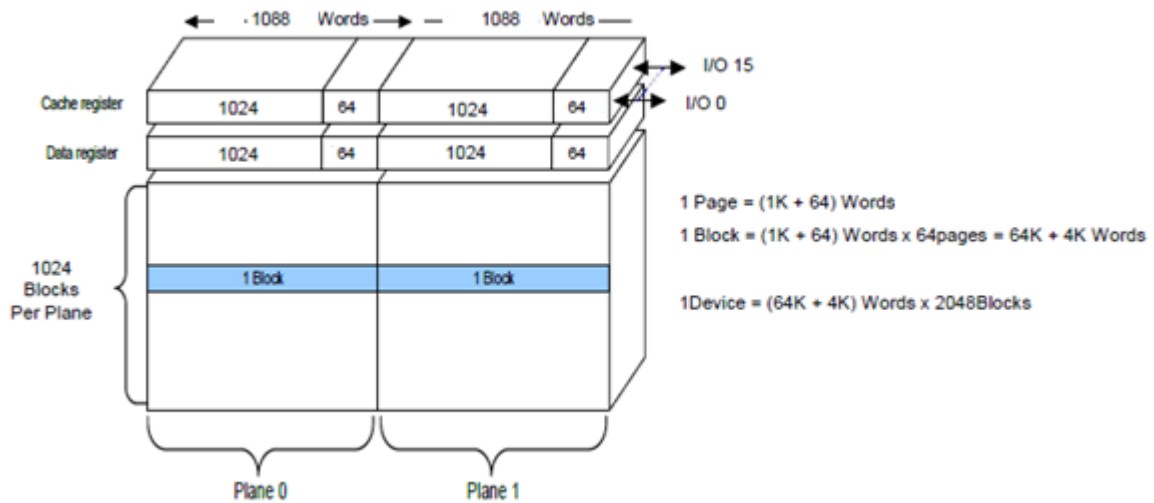 1088 Words 1088 Words
I/O 15
I/O 0
Cache register 1024 64 1024 64
Data register 1024 64 1024 64
1 Page = (1K + 64) Words
1 Block = (1K + 64) Words x 64pages = 64K + 4K Words
1024
Blocks
Per Plane
1 Block 1 Block
1Device = (64K + 4K) Words x 2048Blocks
Plane 0 Plane 1